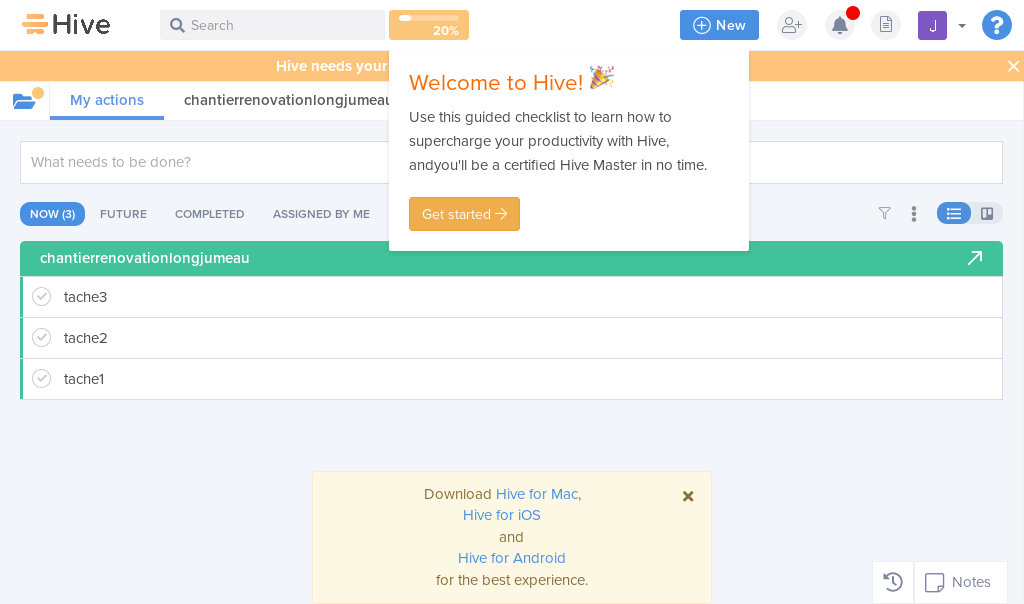 Hive
Search
20%
New
J
?
Hive needs your
My actions
chantierrenovationlongjumeau
Welcome to Hive!
Use this guided checklist to learn how to
supercharge your productivity with Hive,
andyou'll be a certified Hive Master in no time.
Get started
What needs to be done?
NOW (3)
FUTURE
COMPLETED
ASSIGNED BY ME
chantierrenovationlongjumeau
tache3
tache2
tache1
Download Hive for Mac,
Hive for iOS
and
Hive for Android
for the best experience.
Notes